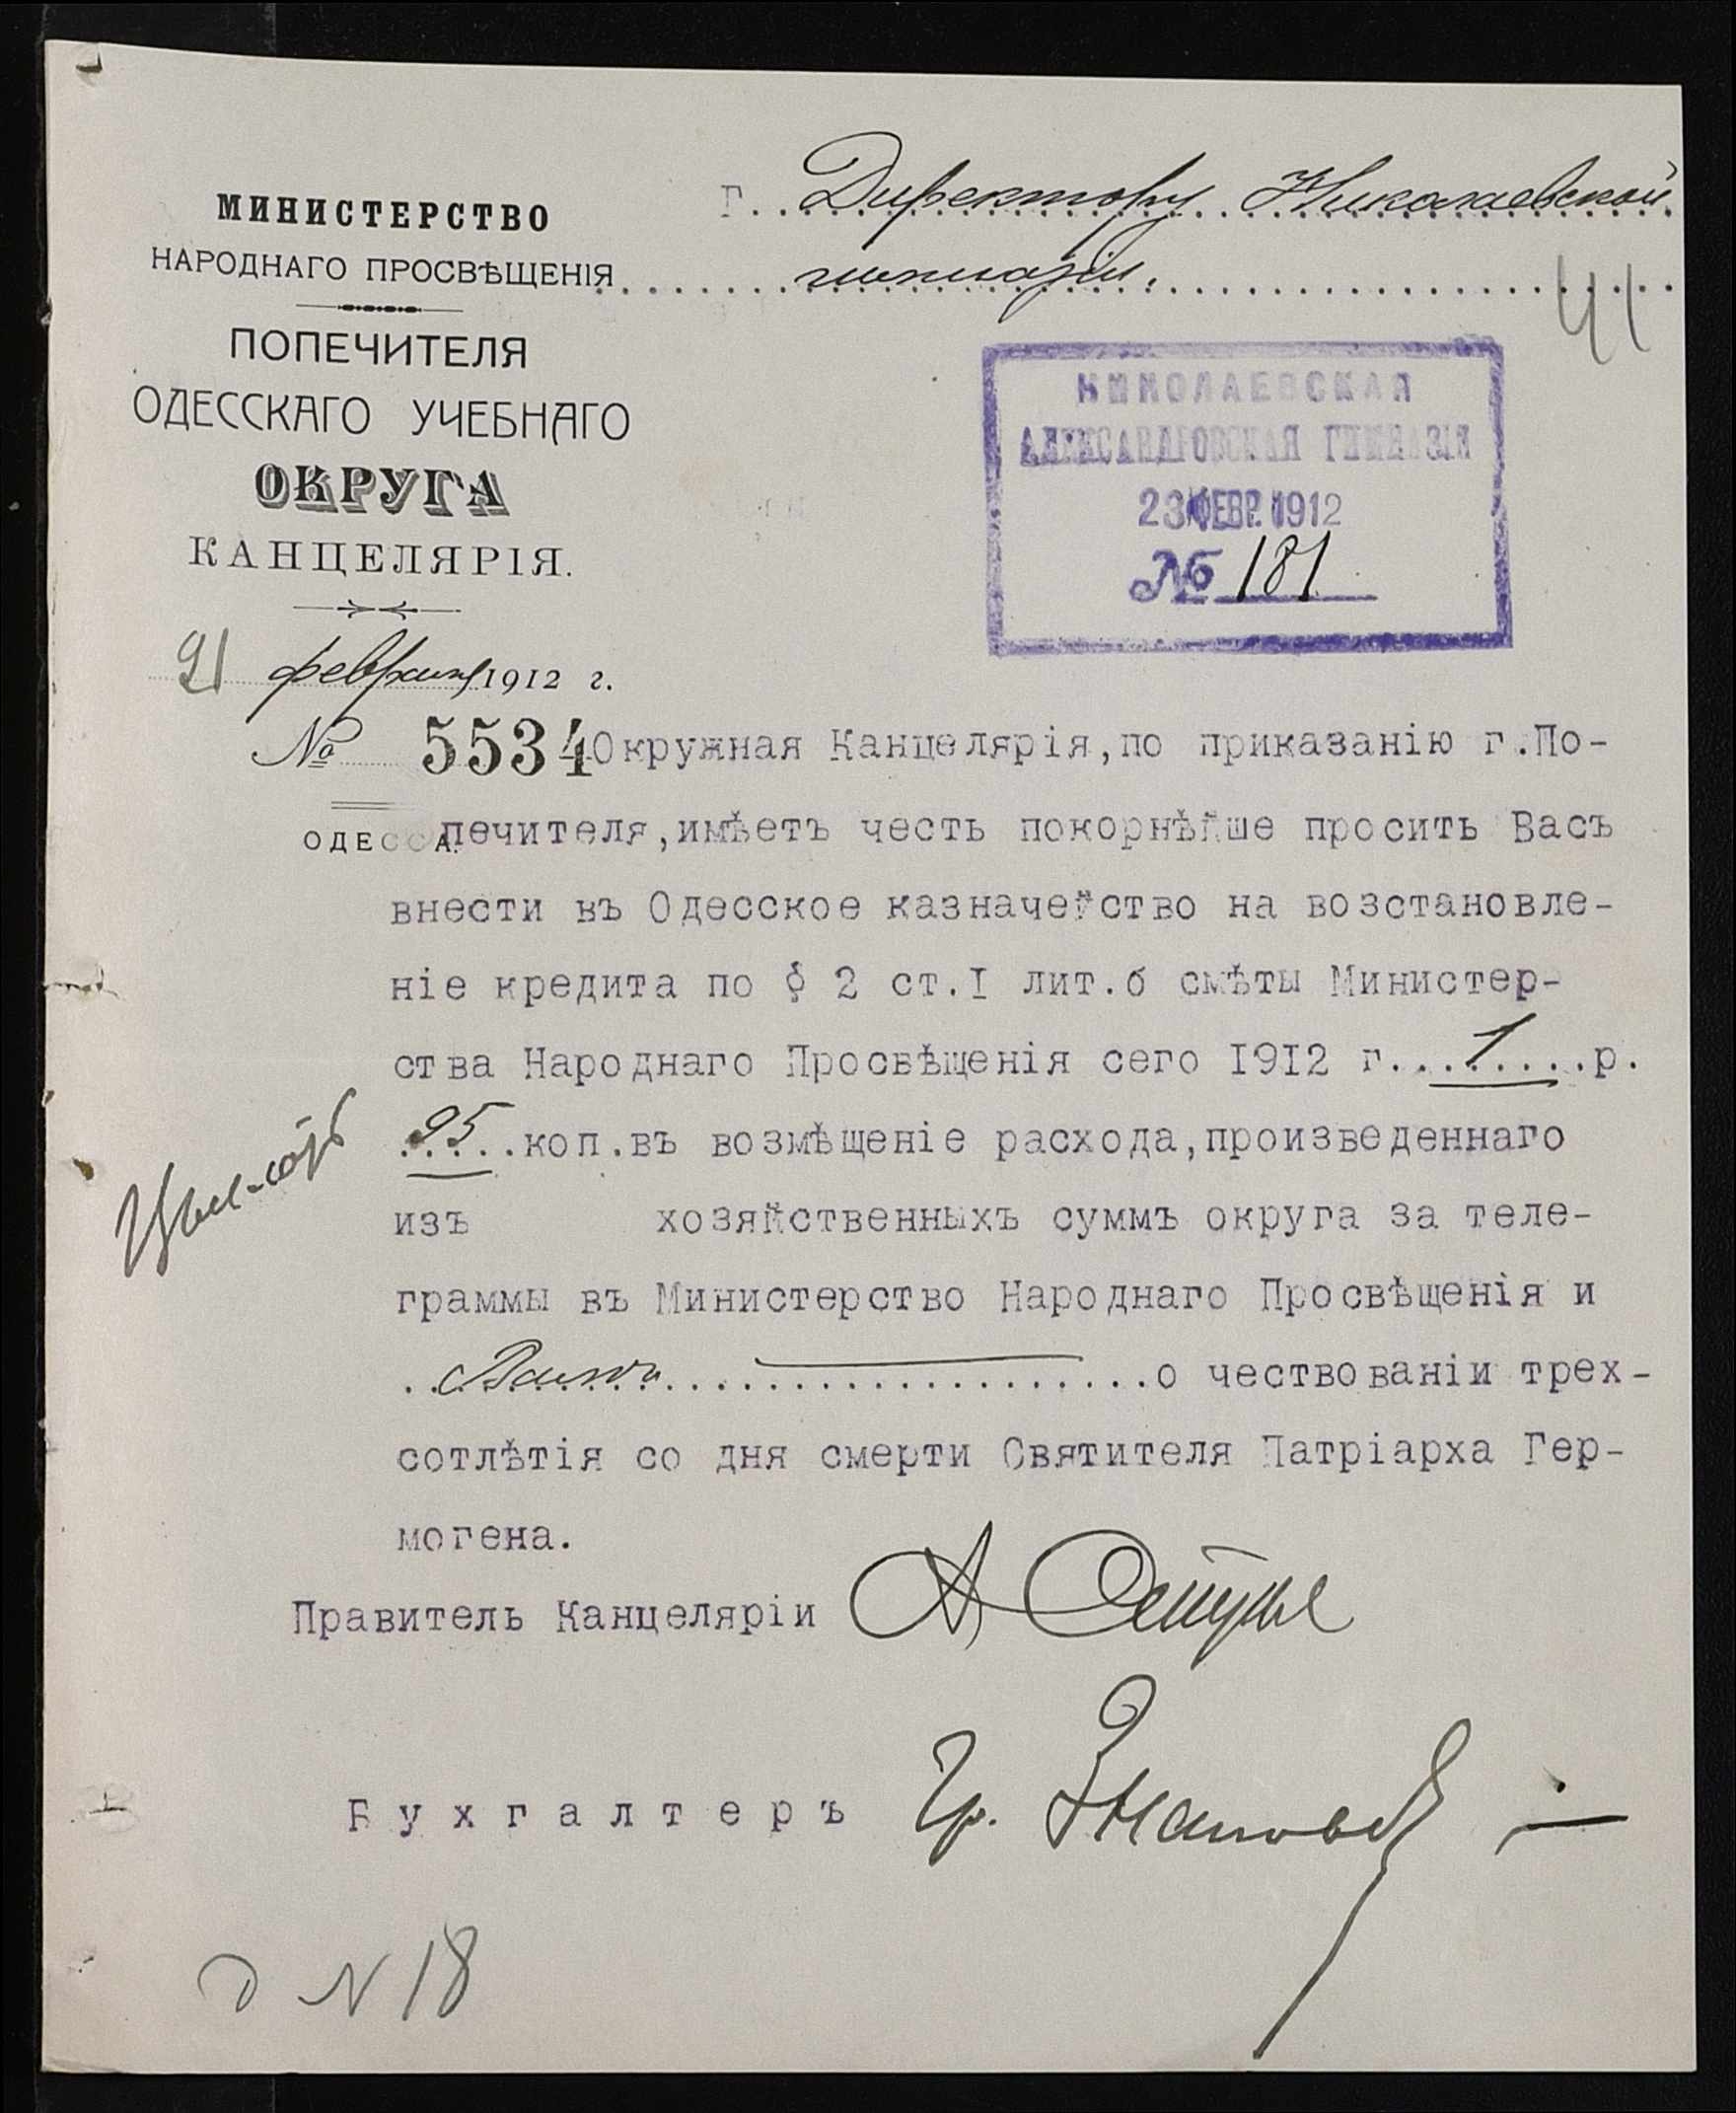 МИНИСТЕРСТВО
НАРОДНАГО ПРОСВѢЩЕНІЯ
ПОПЕЧИТЕЛЯ
ОДЕССКАГО УЧЕБНАГО
ОКРУГА
КАНЦЕЛЯРІЯ.
21 февраля 1912 г.
№ 5534
ОДЕССА.
Г. Директору Николаевской
гимназіи.
41
НИКОЛАЕВСКАЯ
АЛЕКСАНДРОВСКАЯ ГИМНАЗІЯ
23 ФЕВР. 1912
№ 181
Окружная Канцелярія,по приказанію г.По-
печителя,имѣетъ честь покорнѣйше просить Васъ
внести въ Одесское казначейство на возстановле-
ніе кредита по § 2 ст.I лит.б смѣты Министер-
ства Народнаго Просвѣщенія сего 1912 г....1.....р.
.95..коп.въ возмѣщеніе расхода,произведеннаго
изъ хозяйственныхъ суммъ округа за теле-
граммы въ Министерство Народнаго Просвѣщенія и
о чествованіи трех-
сотлѣтія со дня смерти Святителя Патріарха Гер-
могена.
Правитель Канцеляріи А
Бухгалтеръ Гр.
д N 18